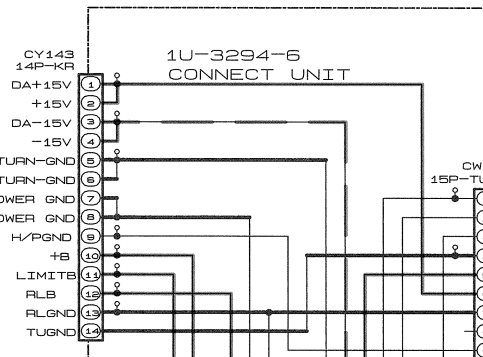 1U-3294-6
CONNECT UNIT
CY143
14P-KR
DA+15V 1
+15V 2
DA-15V 3
-15V 4
TURN-GND 5
TURN-GND 6
OWER GND 7
OWER GND 8
H/PGND 9
+B 10
LIMITB 11
RLB 12
RLGND 13
TUGND 14
CW
15P-TU